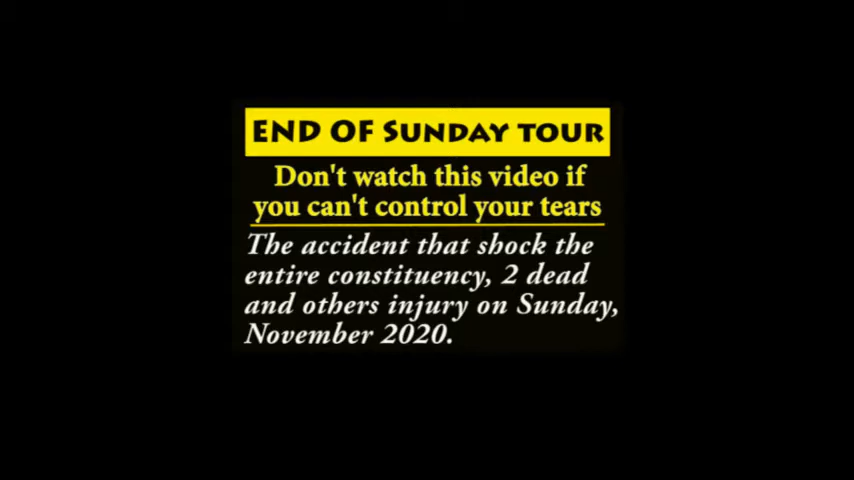 END OF SUNDAY TOUR
Don't watch this video if
you can't control your tears
The accident that shock the
entire constituency, 2 dead
and others injury on Sunday,
November 2020.